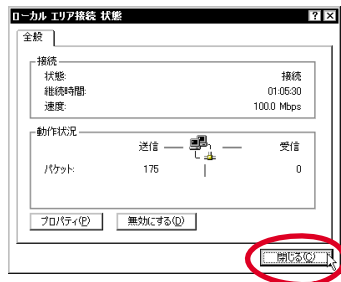 ローカル エリア接続 状態
全般
接続
状態: 接続
継続時間: 01:05:30
速度: 100.0 Mbps
動作状況
送信 受信
パケット: 175 0
プロパティ(P) 無効にする(D)
閉じる(C)